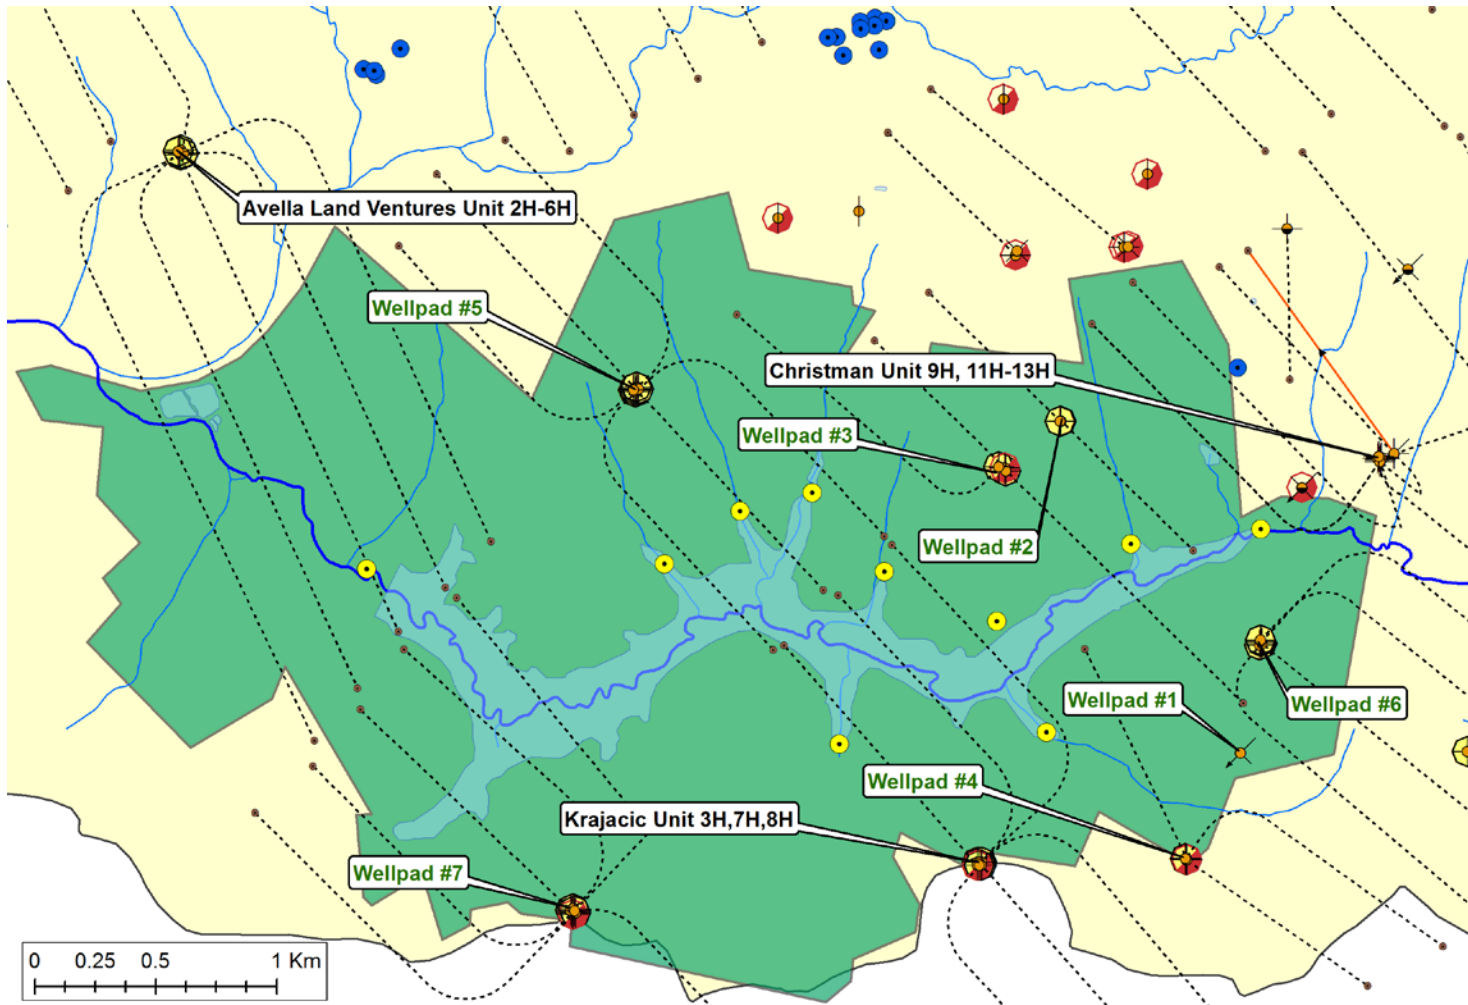 Avella Land Ventures Unit 2H-6H
Wellpad #5
Christman Unit 9H, 11H-13H
Wellpad #3
Wellpad #2
Wellpad #1
Wellpad #6
Wellpad #4
Krajacic Unit 3H,7H,8H
Wellpad #7
0 0.25 0.5 1 Km